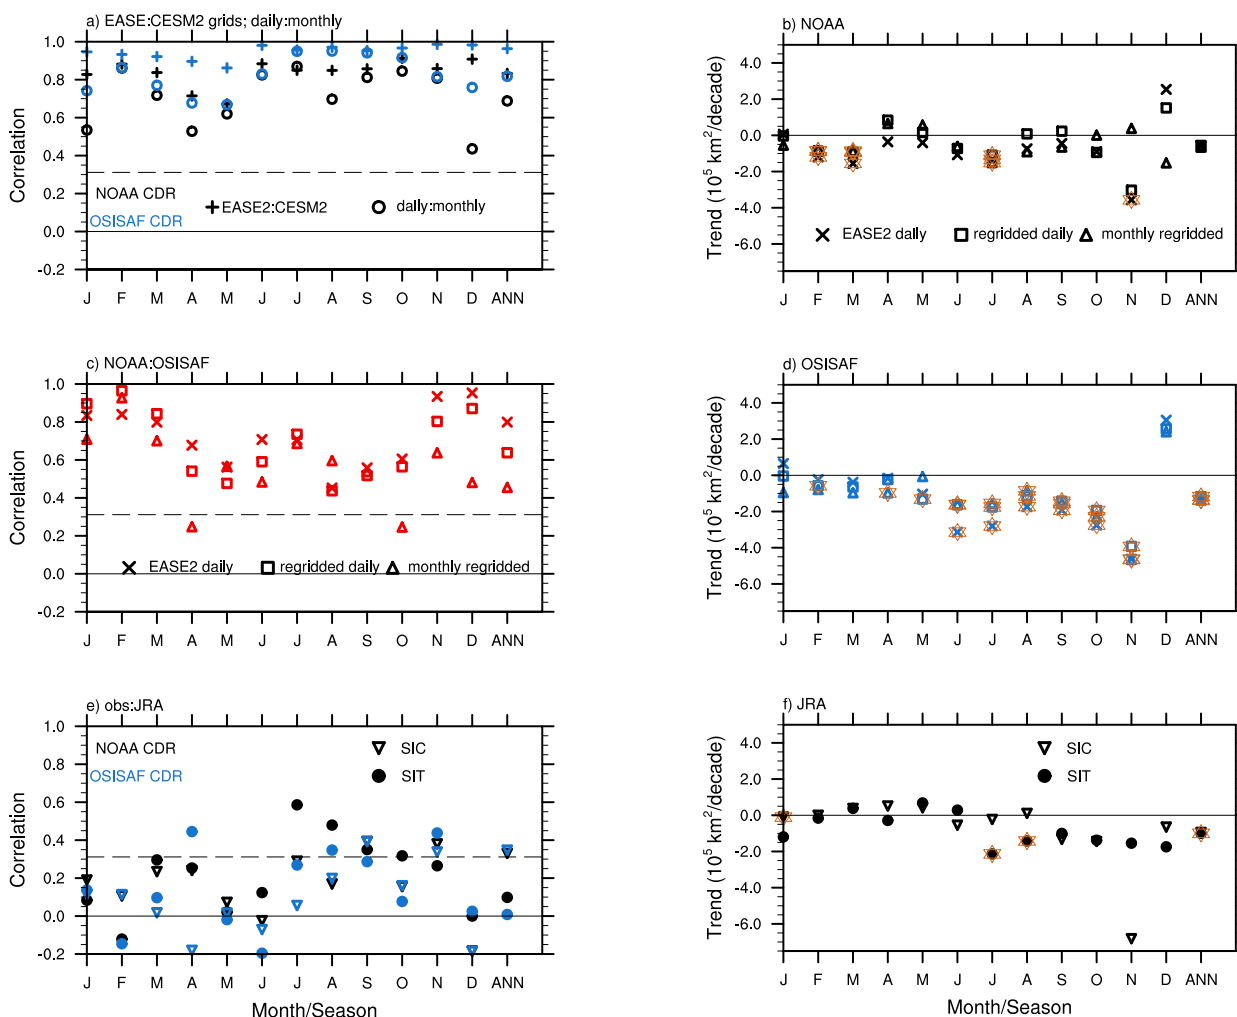 a) EASE:CESM2 grids; daily:monthly
1.0
0.8
0.6
0.4
0.2
0.0
-0.2
Correlation
NOAA CDR
OSISAF CDR
EASE2:CESM2
daily:monthly
J F M A M J J A S O N D ANN
b) NOAA
4.0
2.0
0.0
-2.0
-4.0
-6.0
Trend (10⁵ km²/decade)
EASE2 daily
regridded daily
monthly regridded
J F M A M J J A S O N D ANN
c) NOAA:OSISAF
1.0
0.8
0.6
0.4
0.2
0.0
-0.2
Correlation
EASE2 daily
regridded daily
monthly regridded
J F M A M J J A S O N D ANN
d) OSISAF
4.0
2.0
0.0
-2.0
-4.0
-6.0
Trend (10⁵ km²/decade)
J F M A M J J A S O N D ANN
e) obs:JRA
1.0
0.8
0.6
0.4
0.2
0.0
-0.2
Correlation
NOAA CDR
OSISAF CDR
SIC
SIT
J F M A M J J A S O N D ANN
Month/Season
f) JRA
4.0
2.0
0.0
-2.0
-4.0
-6.0
Trend (10⁵ km²/decade)
SIC
SIT
J F M A M J J A S O N D ANN
Month/Season